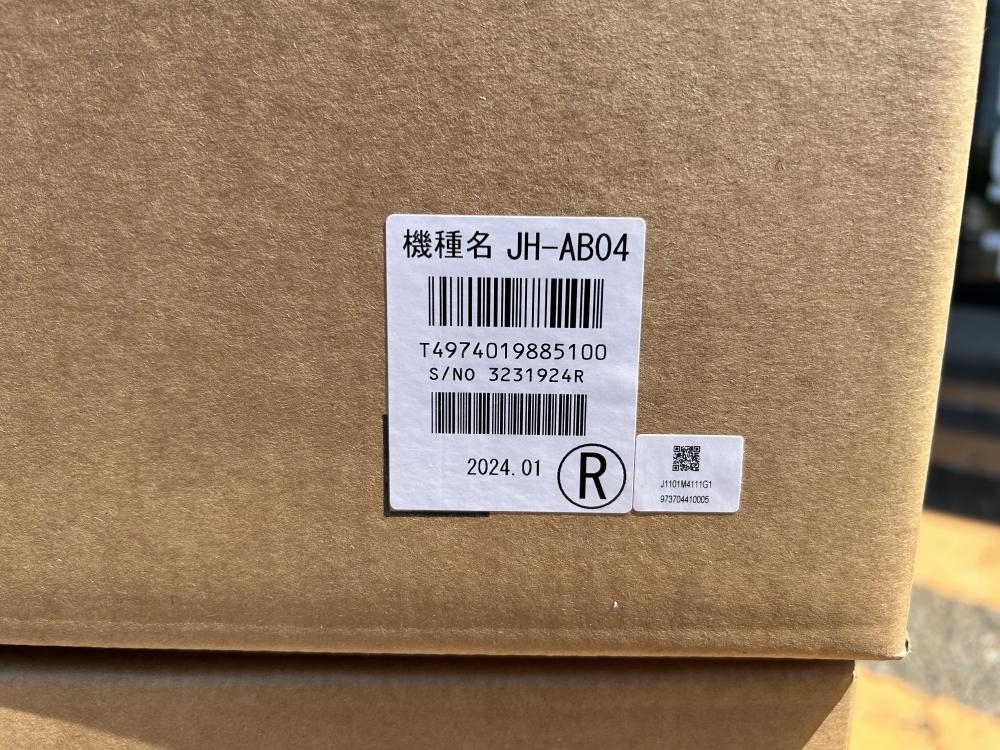 機種名 JH-AB04
T4974019885100
S/NO 3231924R
2024.01
R
J1101M4111G1
973704410005